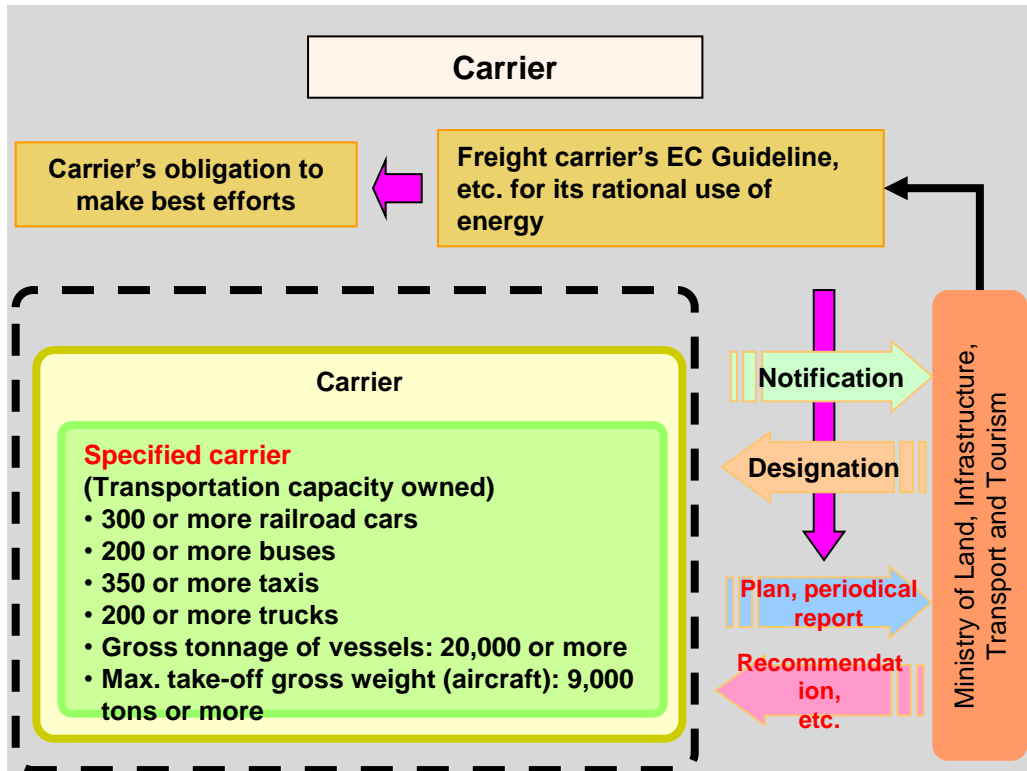 Carrier
Carrier's obligation to
make best efforts
Freight carrier's EC Guideline,
etc. for its rational use of
energy
Carrier
Specified carrier
(Transportation capacity owned)
・300 or more railroad cars
・200 or more buses
・350 or more taxis
・200 or more trucks
・Gross tonnage of vessels: 20,000 or more
・Max. take-off gross weight (aircraft): 9,000
tons or more
Notification
Designation
Plan, periodical
report
Recommendat
ion,
etc.
Ministry of Land, Infrastructure,
Transport and Tourism